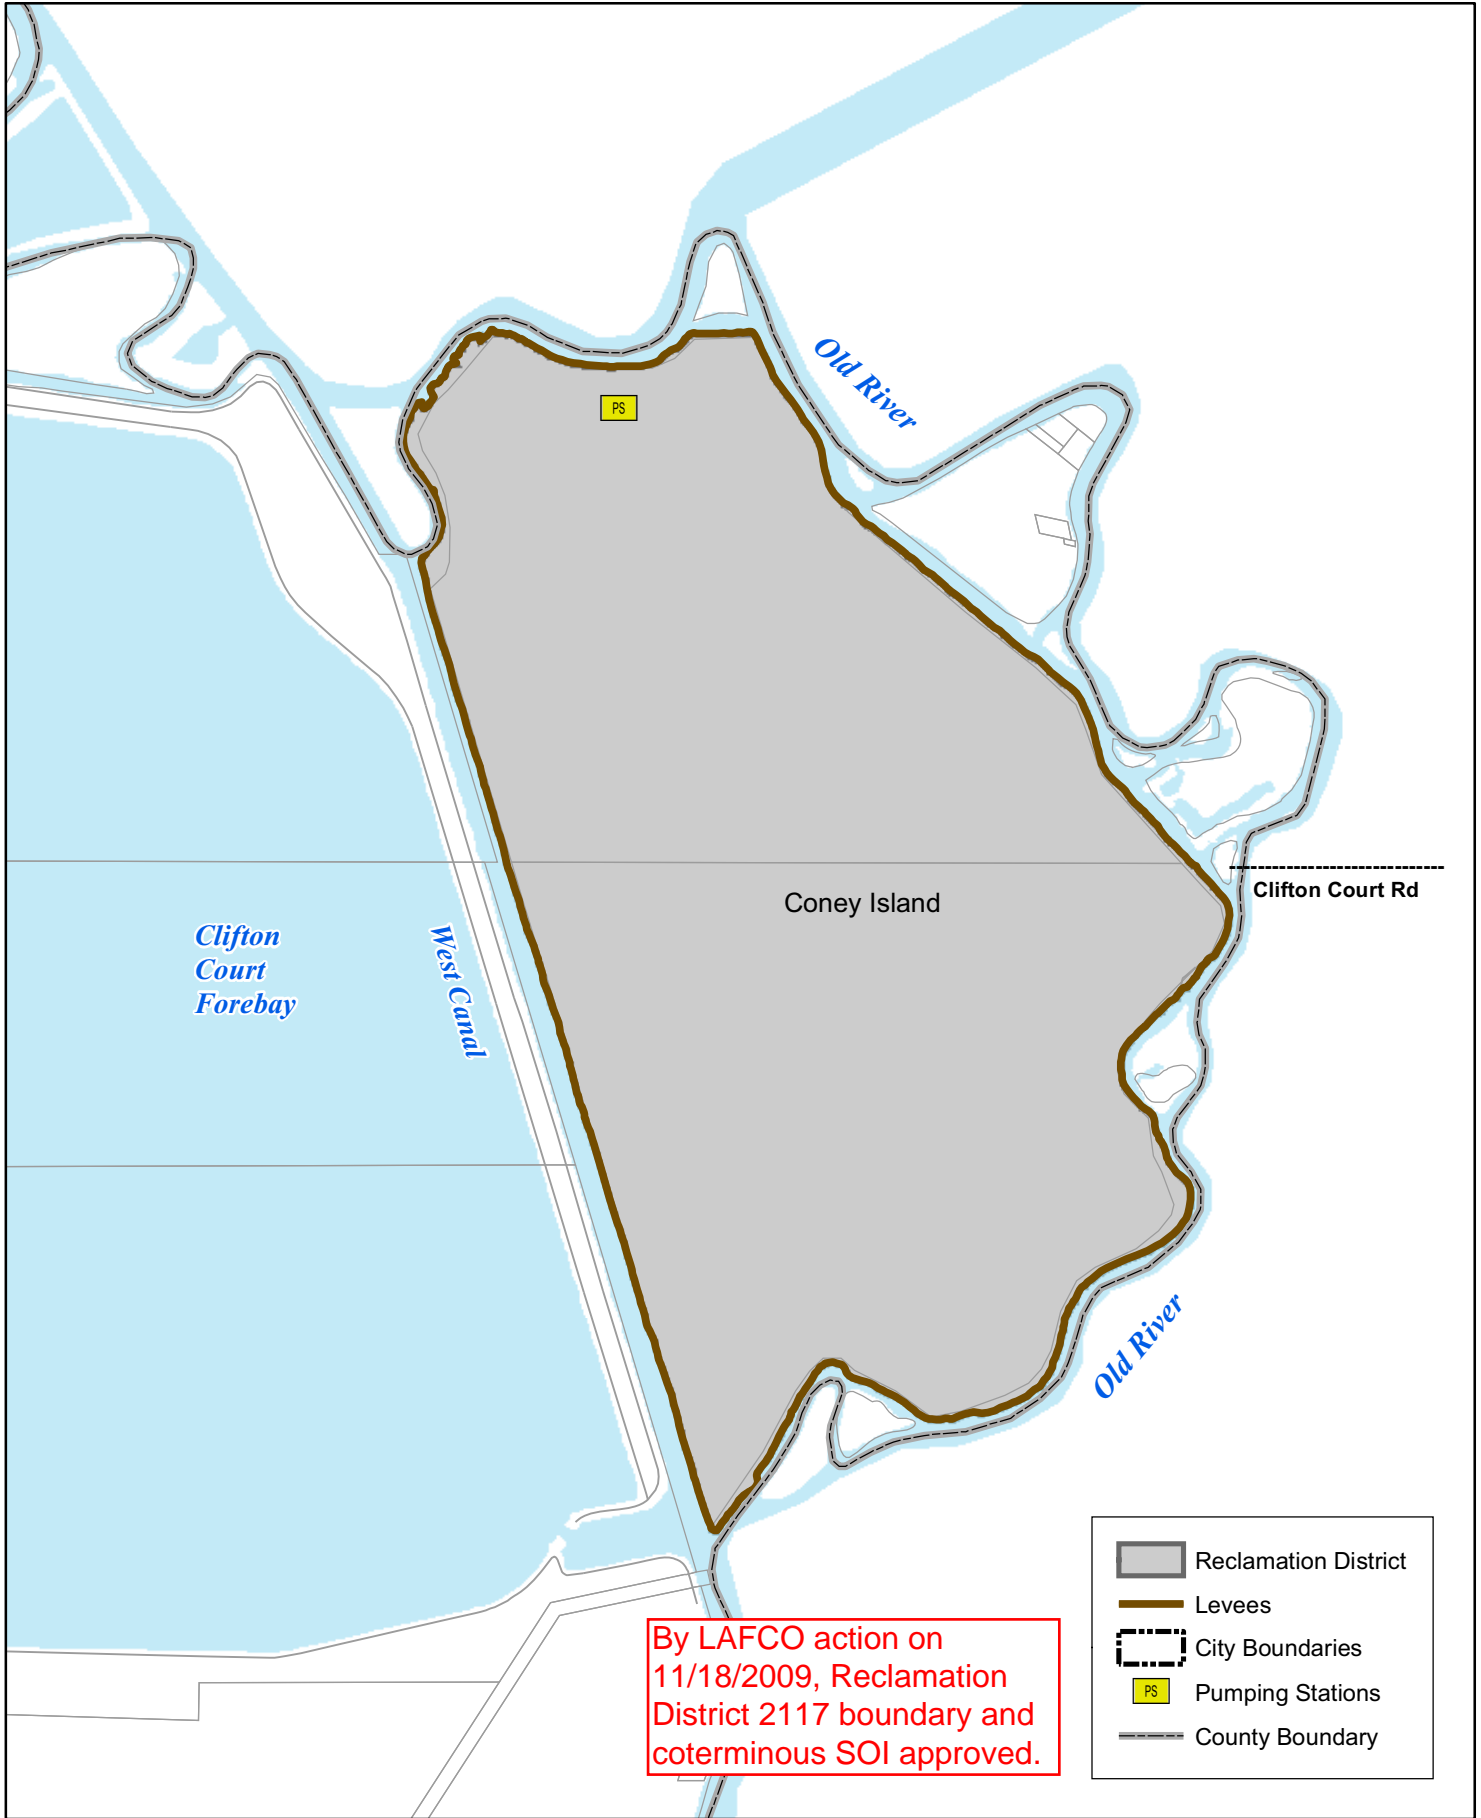 Old River
PS
Coney Island
Clifton Court Rd
Clifton
Court
Forebay
West Canal
Old River
By LAFCO action on
11/18/2009, Reclamation
District 2117 boundary and
coterminous SOI approved.
Reclamation District
Levees
City Boundaries
PS Pumping Stations
County Boundary